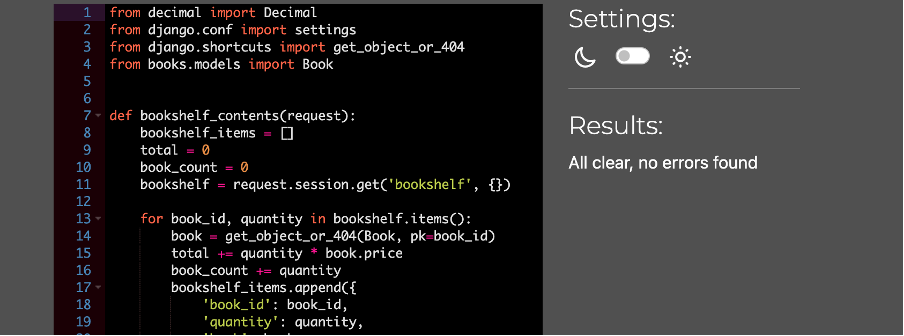 1 from decimal import Decimal
2 from django.conf import settings
3 from django.shortcuts import get_object_or_404
4 from books.models import Book
5
6
7 def bookshelf_contents(request):
8     bookshelf_items = []
9     total = 0
10     book_count = 0
11     bookshelf = request.session.get('bookshelf', {})
12
13     for book_id, quantity in bookshelf.items():
14         book = get_object_or_404(Book, pk=book_id)
15         total += quantity * book.price
16         book_count += quantity
17         bookshelf_items.append({
18             'book_id': book_id,
19             'quantity': quantity,
Settings:
Results:
All clear, no errors found